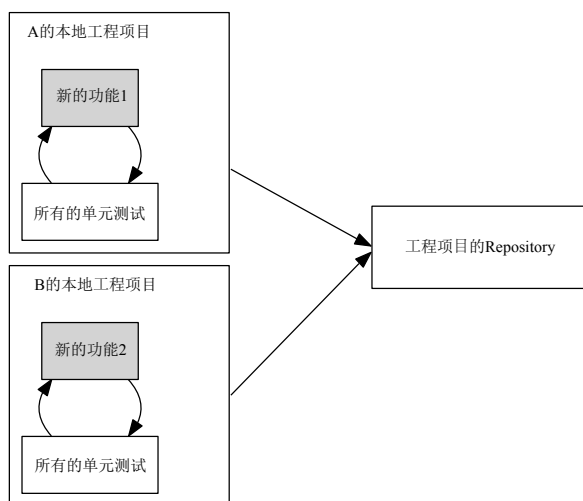 A的本地工程项目
新的功能1
所有的单元测试
工程项目的Repository
B的本地工程项目
新的功能2
所有的单元测试